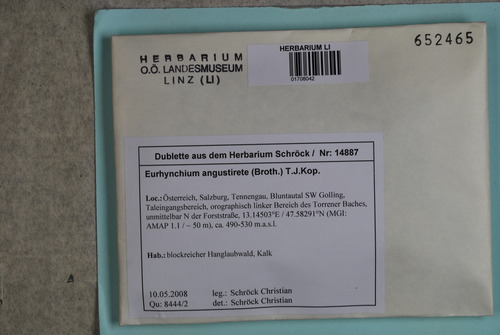 HERBARIUM
O.Ö. LANDESMUSEUM
LINZ (LI)
HERBARIUM LI
01708042
652465
Dublette aus dem Herbarium Schröck / Nr: 14887
Eurhynchium angustirete (Broth.) T.J.Kop.
Loc.: Österreich, Salzburg, Tennengau, Bluntautal SW Golling,
Taleingangsbereich, orographisch linker Bereich des Torrener Baches,
unmittelbar N der Forststraße, 13.14503°E / 47.58291°N (MGI:
AMAP 1.1 / ~ 50 m), ca. 490-530 m.a.s.l.
Hab.: blockreicher Hanglaubwald, Kalk
10.05.2008 leg.: Schröck Christian
Qu: 8444/2 det.: Schröck Christian